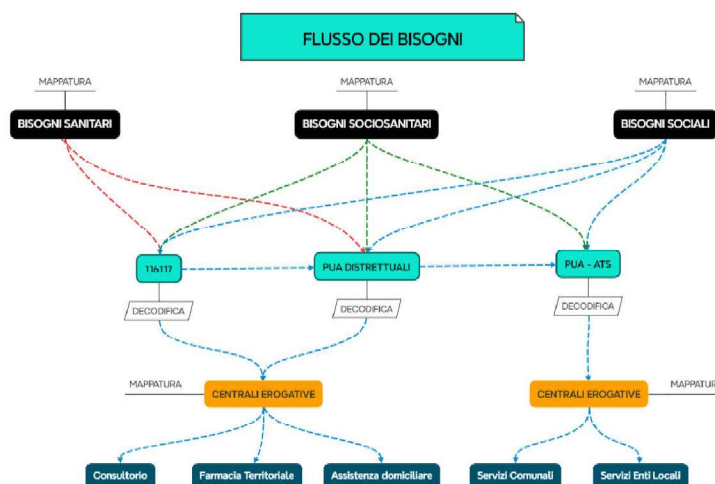 FLUSSO DEI BISOGNI
MAPPATURA
MAPPATURA
MAPPATURA
BISOGNI SANITARI
BISOGNI SOCIOSANITARI
BISOGNI SOCIALI
116117
PUA DISTRETTUALI
PUA - ATS
DECODIFICA
DECODIFICA
DECODIFICA
MAPPATURA
CENTRALI EROGATIVE
CENTRALI EROGATIVE
MAPPATURA
Consultorio
Farmacia Territoriale
Assistenza domiciliare
Servizi Comunali
Servizi Enti Locali